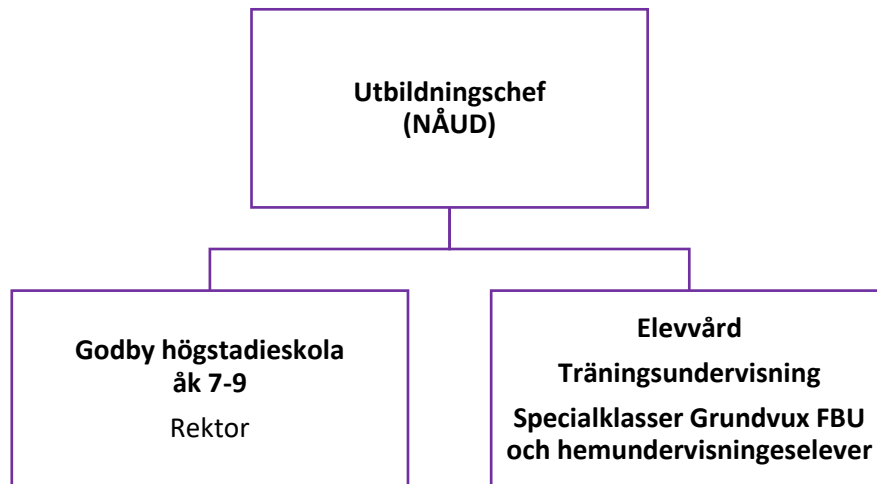 Utbildningschef
(NÅUD)
Godby högstadieskola
åk 7-9
Rektor
Elevvård
Träningsundervisning
Specialklasser Grundvux FBU
och hemundervisningeselever